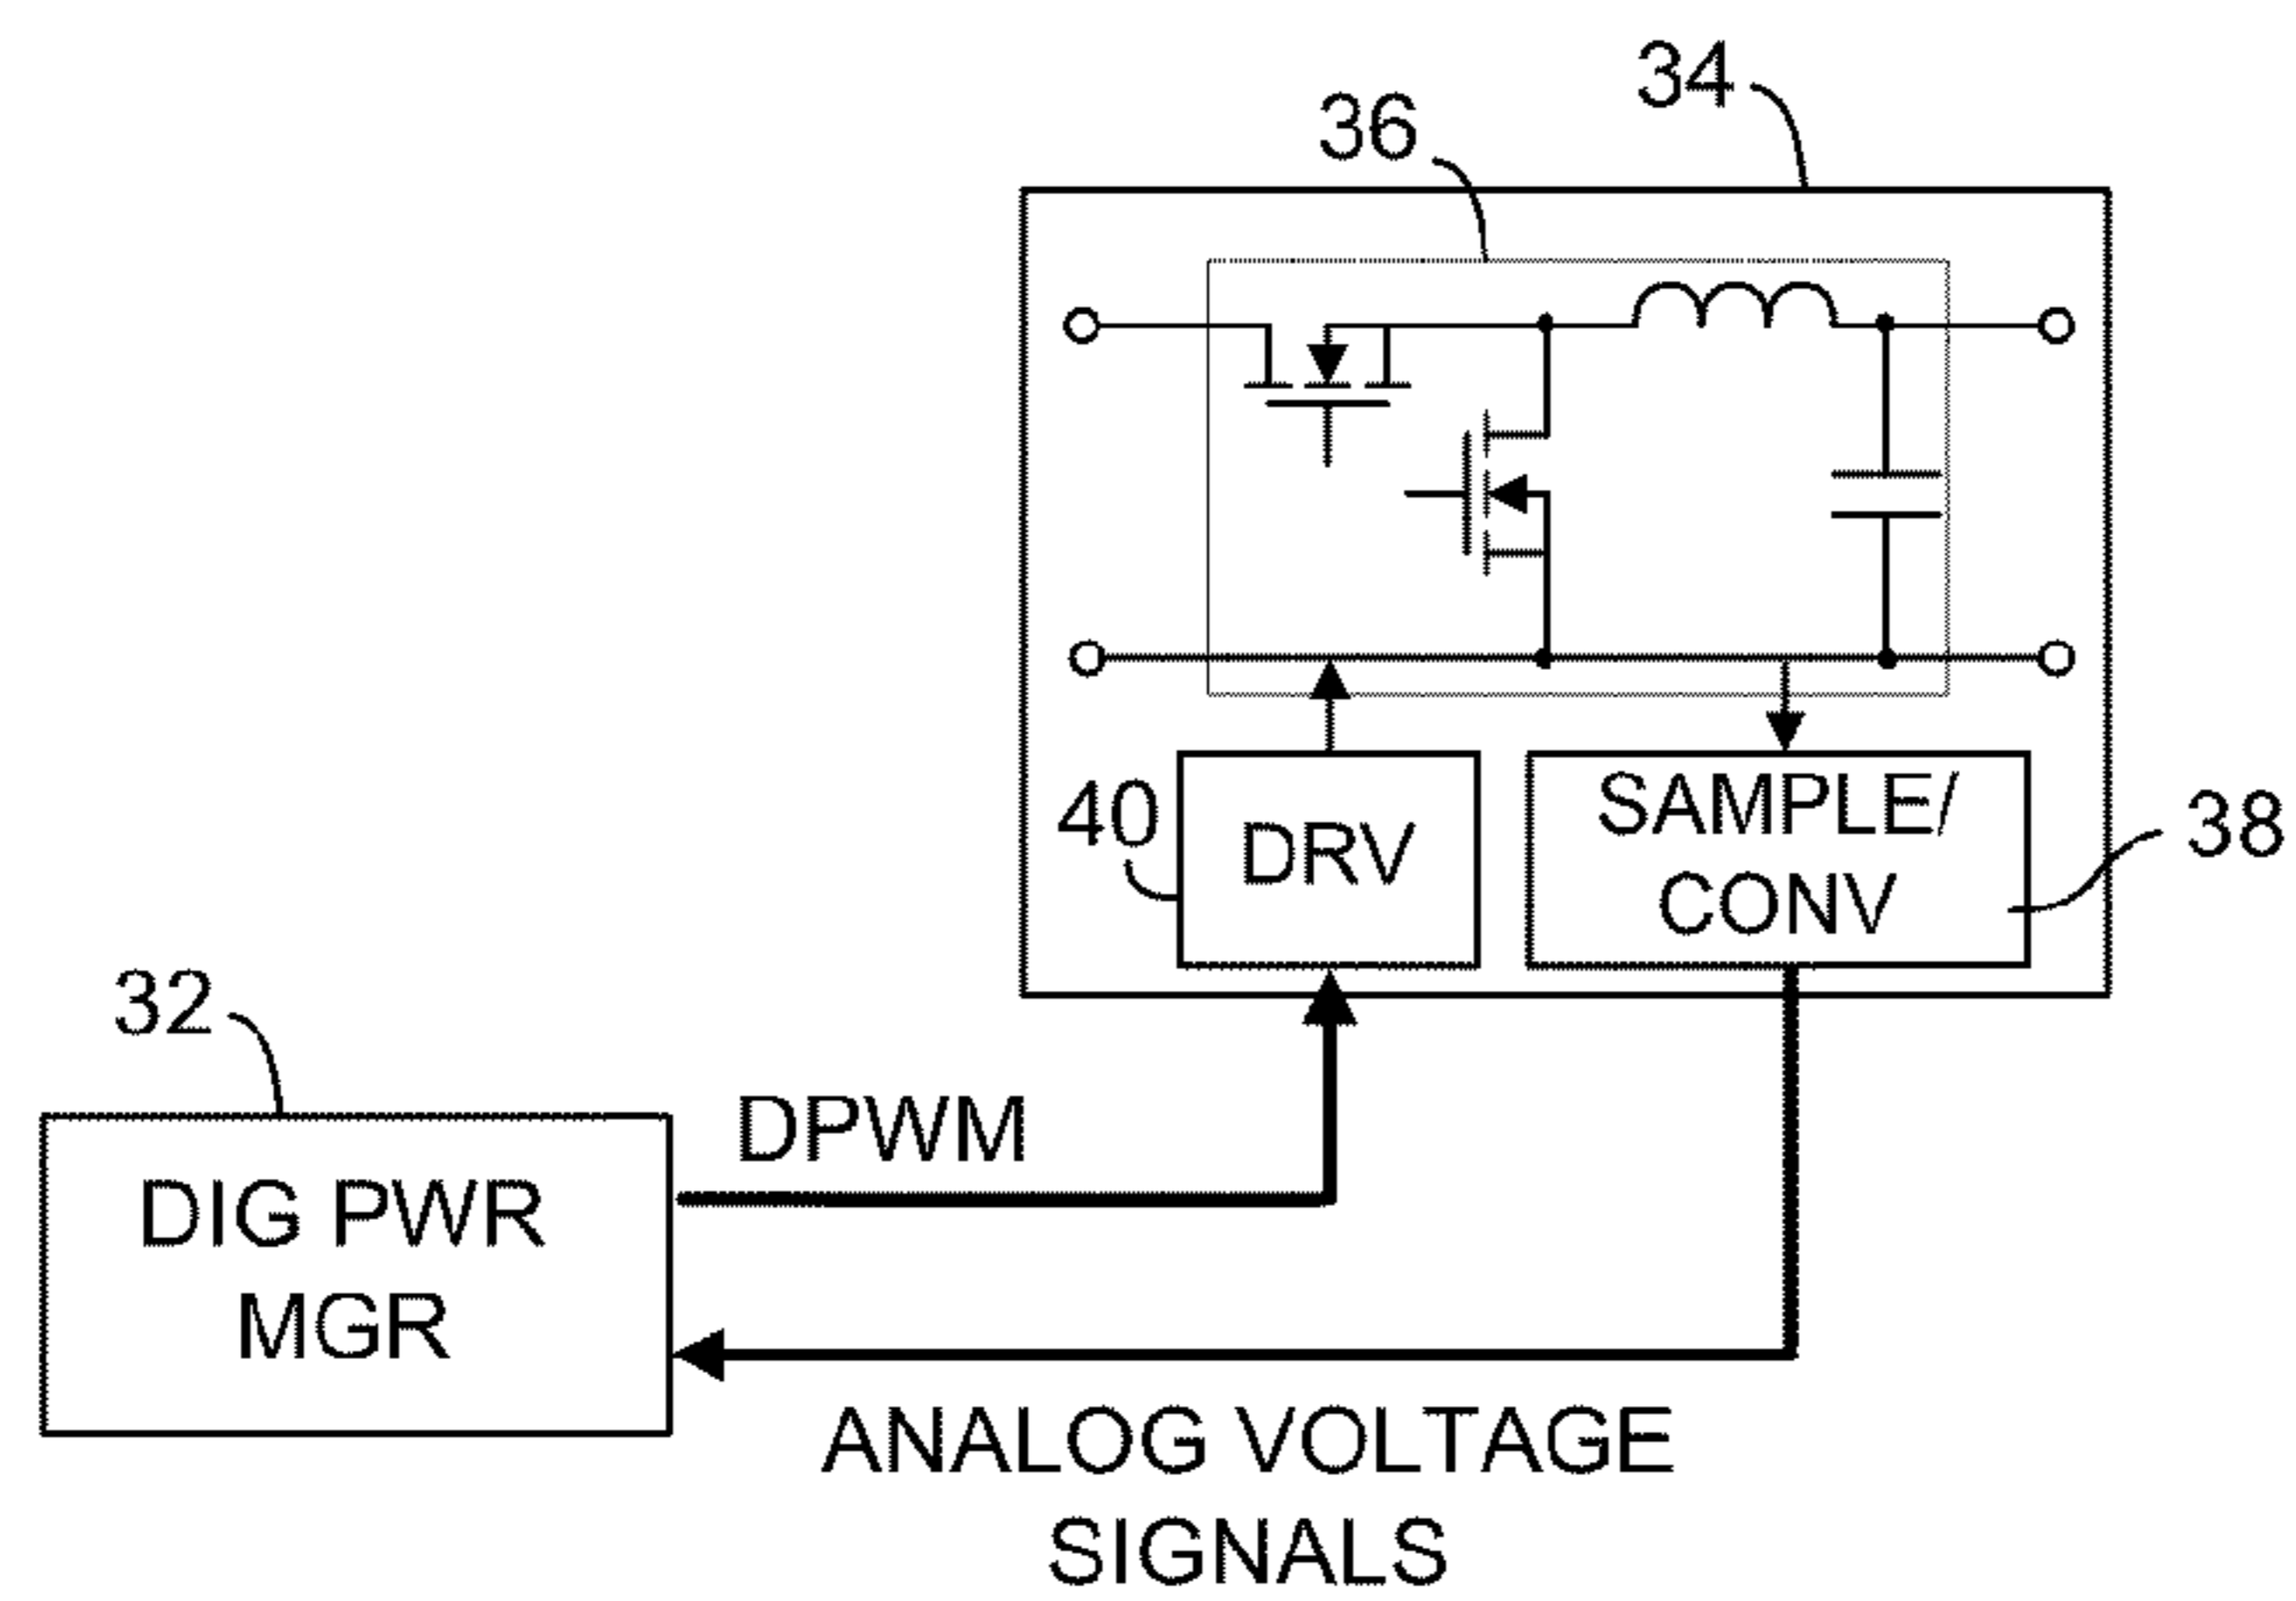 34
36
40
DRV
SAMPLE/
CONV
38
32
DPWM
DIG PWR
MGR
ANALOG VOLTAGE
SIGNALS